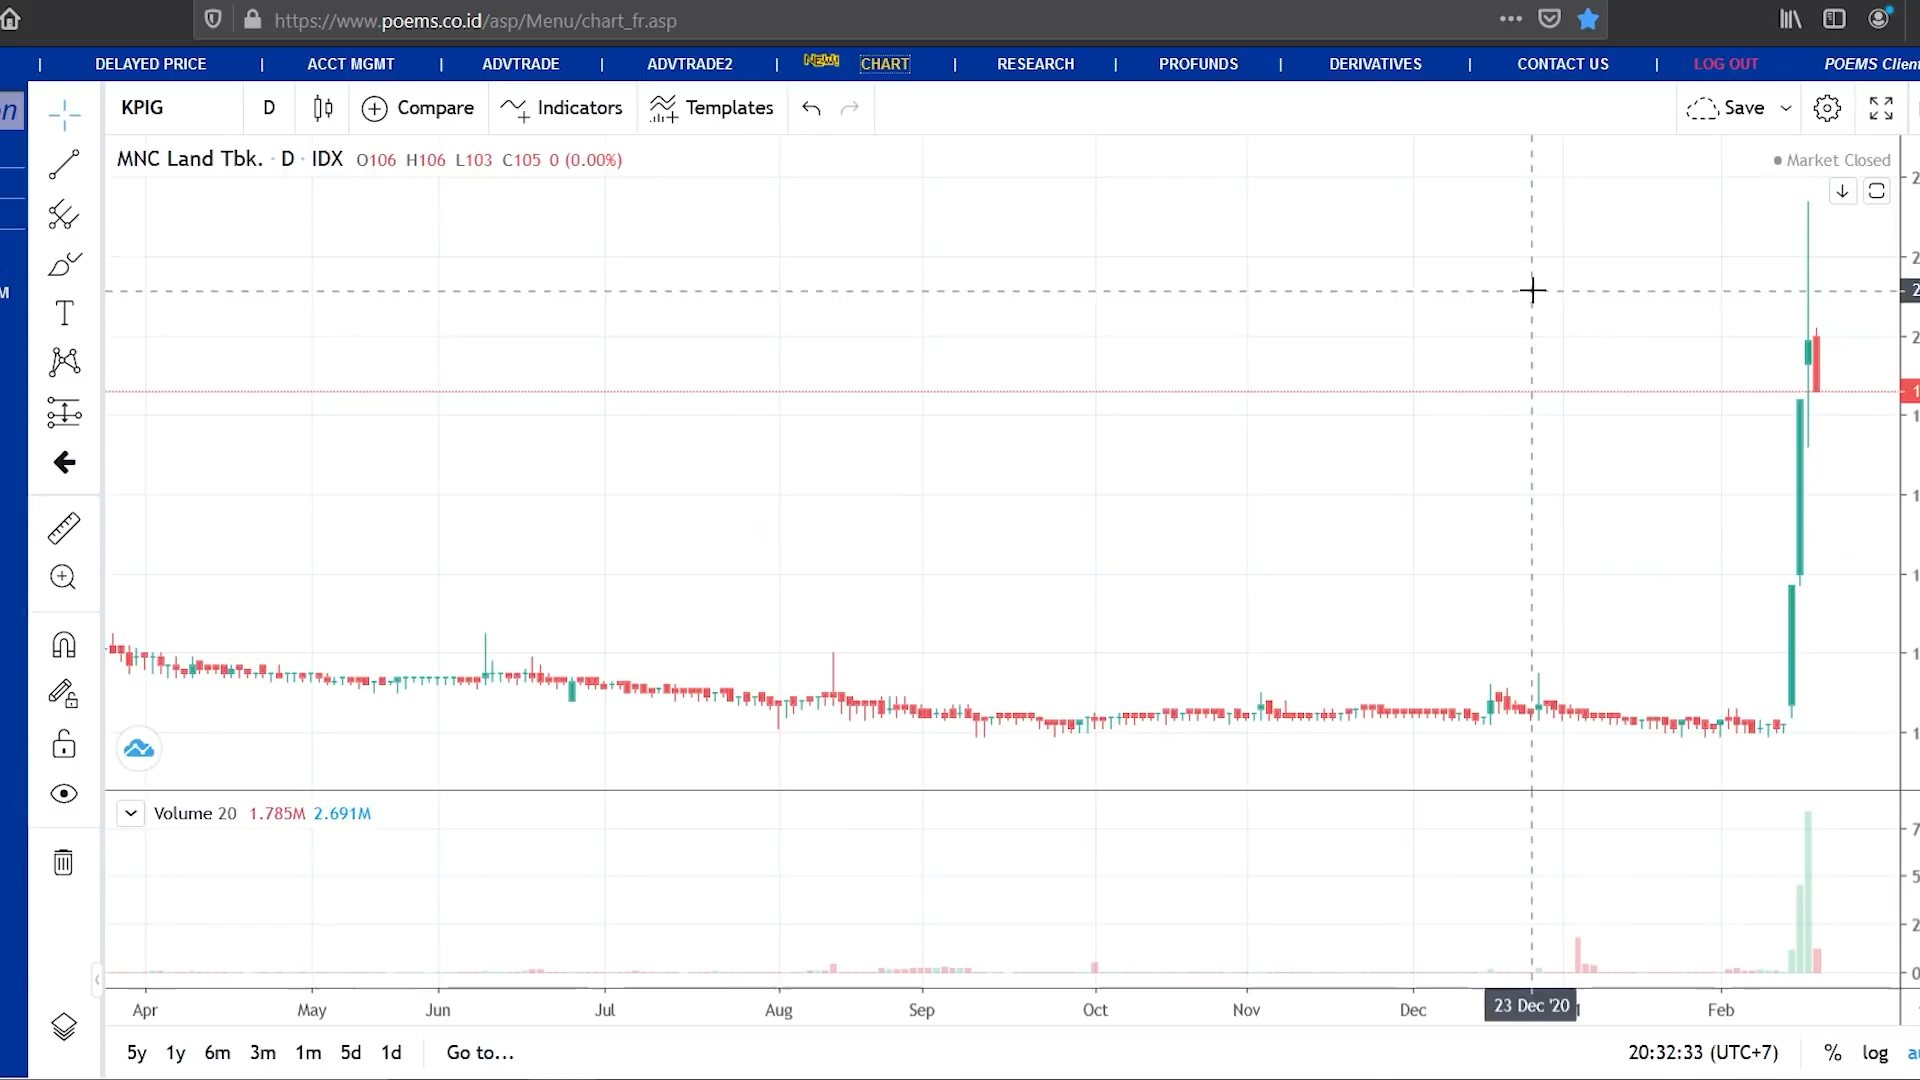 https://www.poems.co.id/asp/Menu/chart_fr.asp
| DELAYED PRICE | ACCT MGMT | ADVTRADE | ADVTRADE2 | NEW! CHART | RESEARCH | PROFUNDS | DERIVATIVES | CONTACT US | LOG OUT POEMS Client
on
KPIG D Compare Indicators Templates Save
MNC Land Tbk. · D · IDX O106 H106 L103 C105 0 (0.00%)
Market Closed
M
Volume 20 1.785M 2.691M
Apr May Jun Jul Aug Sep Oct Nov Dec 23 Dec '20 Feb
5y 1y 6m 3m 1m 5d 1d Go to... 20:32:33 (UTC+7) % log